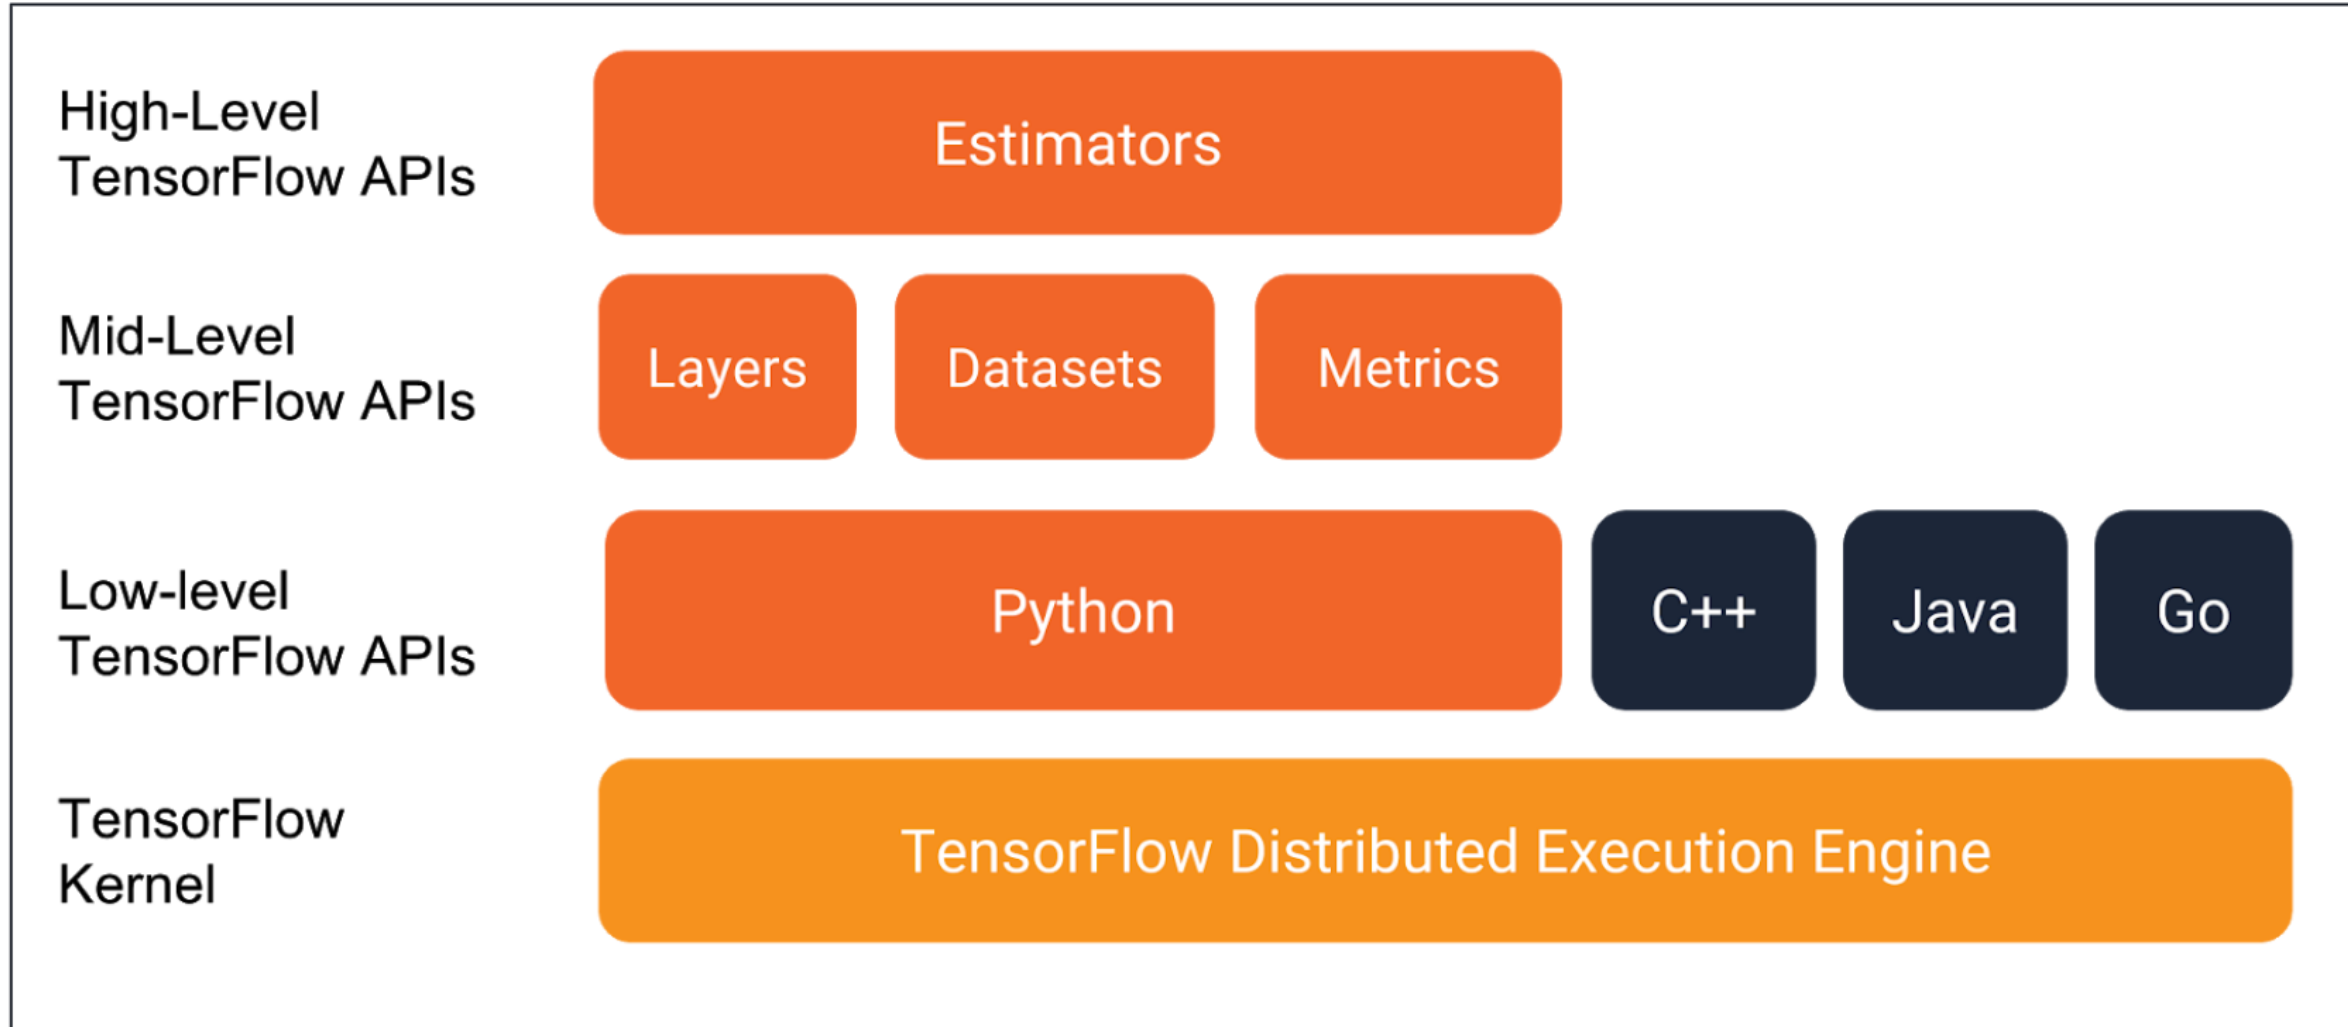 High-Level
TensorFlow APIs
Estimators
Mid-Level
TensorFlow APIs
Layers
Datasets
Metrics
Low-level
TensorFlow APIs
Python
C++
Java
Go
TensorFlow
Kernel
TensorFlow Distributed Execution Engine